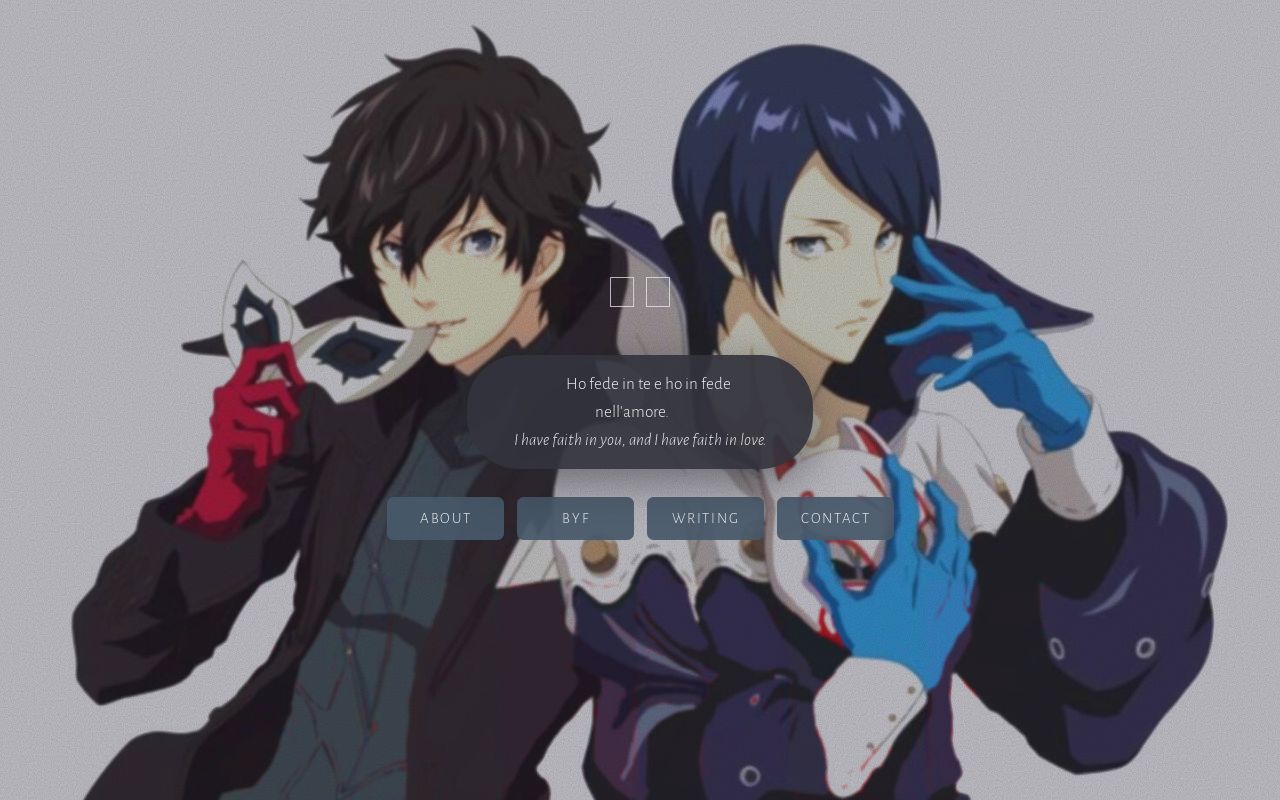 Ho fede in te e ho in fede
nell'amore.
I have faith in you, and I have faith in love.
ABOUT
BYF
WRITING
CONTACT